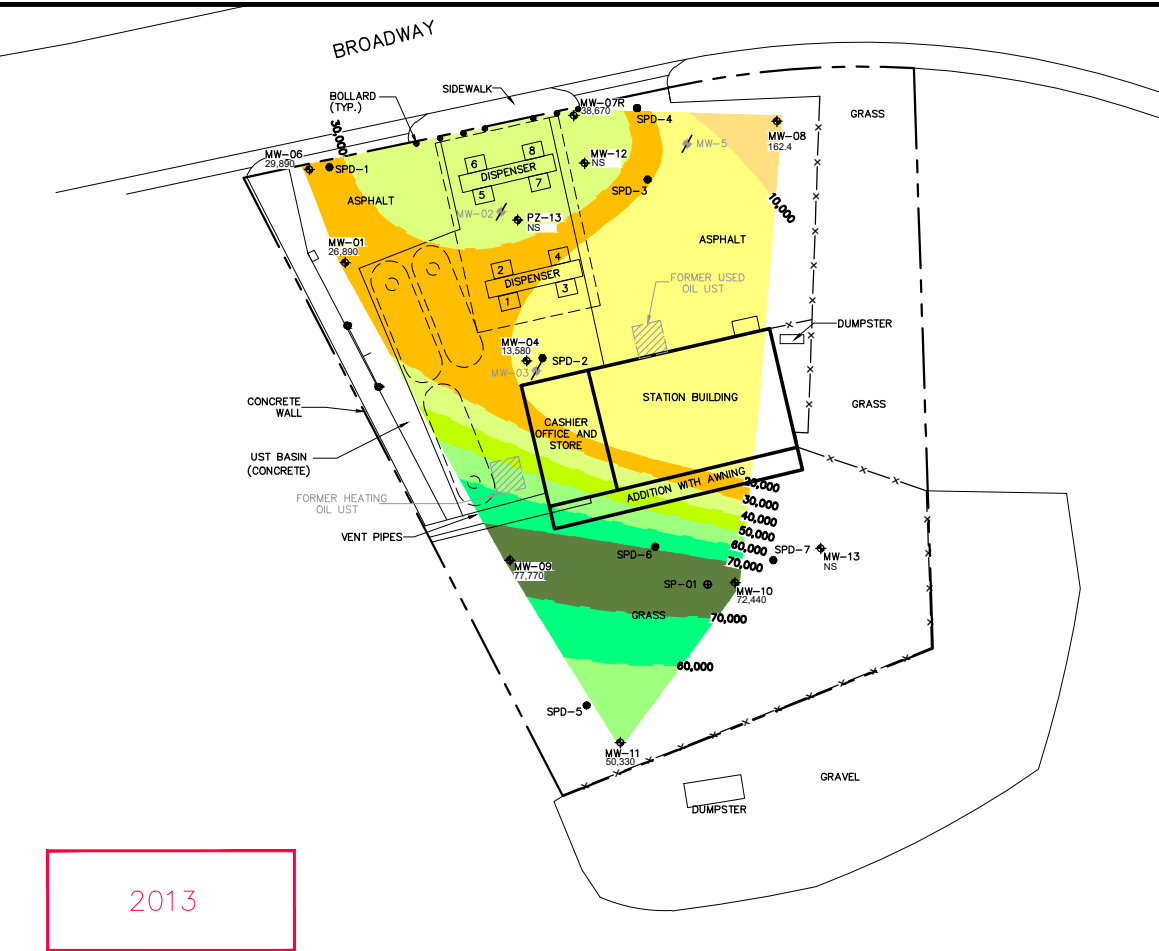 BROADWAY
SIDEWALK
BOLLARD
(TYP.)
MW-07R
38,670
SPD-4
GRASS
30,000
MW-08
162.4
MW-06
29,890
SPD-1
8
6
DISPENSER
7
5
MW-12
NS
MW-5
SPD-3
ASPHALT
MW-02
PZ-13
NS
10,000
MW-01
26,890
ASPHALT
4
2
DISPENSER
3
1
FORMER USED
OIL UST
DUMPSTER
MW-04
13,580
SPD-2
MW-03
CONCRETE
WALL
STATION BUILDING
GRASS
CASHIER
OFFICE AND
STORE
UST BASIN
(CONCRETE)
ADDITION WITH AWNING
20,000
FORMER HEATING
OIL UST
30,000
40,000
VENT PIPES
50,000
60,000
SPD-6
SPD-7
MW-13
NS
70,000
MW-09
77,770
SP-01
MW-10
72,440
GRASS
70,000
60,000
SPD-5
MW-11
50,330
GRAVEL
DUMPSTER
2013